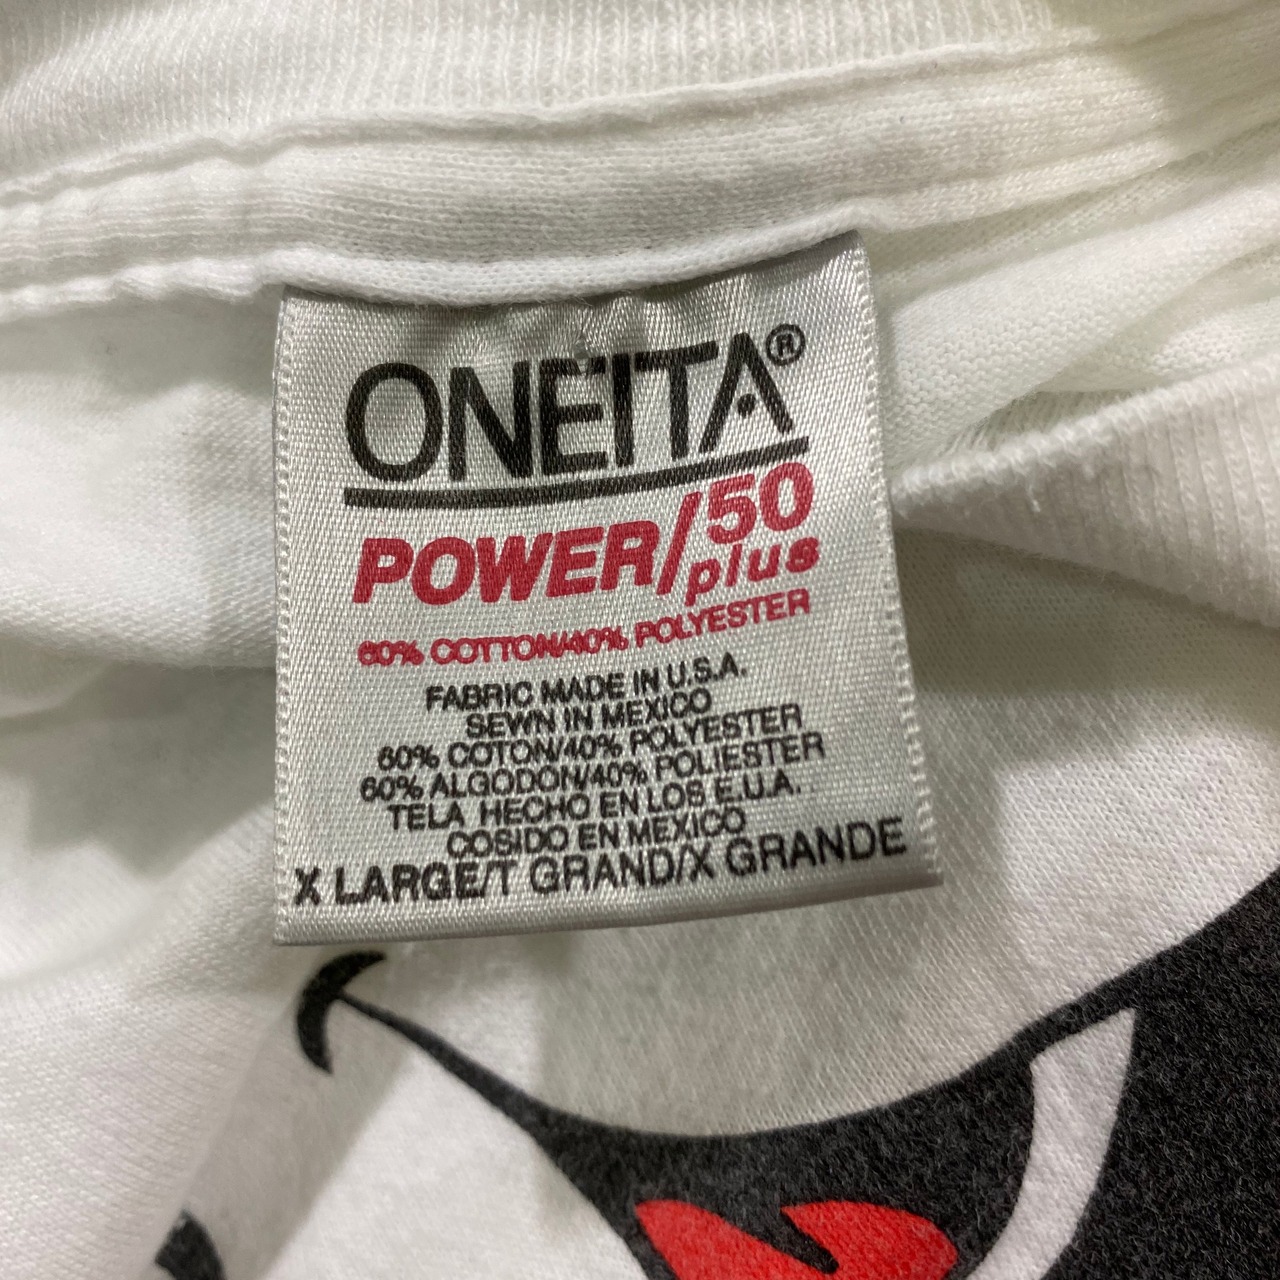 ONEITA®
POWER/50
plus
60% COTTON/40% POLYESTER
FABRIC MADE IN U.S.A.
SEWN IN MEXICO
60% COTON/40% POLYESTER
60% ALGODON/40% POLIESTER
TELA HECHO EN LOS E.U.A.
COSIDO EN MEXICO
X LARGE/T GRAND/X GRANDE